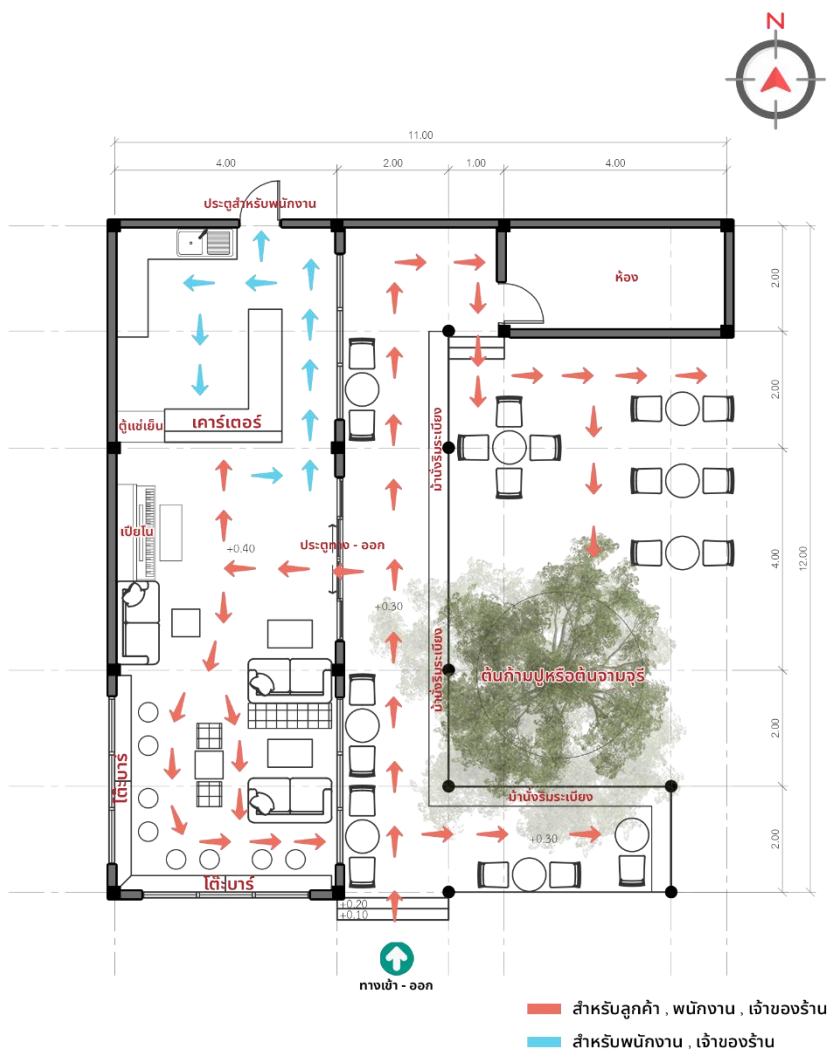 N
11.00
4.00
2.00
1.00
4.00
ประตูสำหรับพนักงาน
ห้อง
2.00
ม้านั่งริมระเบียง
2.00
ตู้แช่เย็น
เคาร์เตอร์
เปียโน
+0.40
ประตูทาง - ออก
4.00
12.00
+0.30
ม้านั่งริมระเบียง
ต้นก้ามปูหรือต้นจามจุรี
2.00
โต๊ะบาร์
ม้านั่งริมระเบียง
+0.30
2.00
โต๊ะบาร์
+0.20
+0.10
ทางเข้า - ออก
สำหรับลูกค้า , พนักงาน , เจ้าของร้าน
สำหรับพนักงาน , เจ้าของร้าน